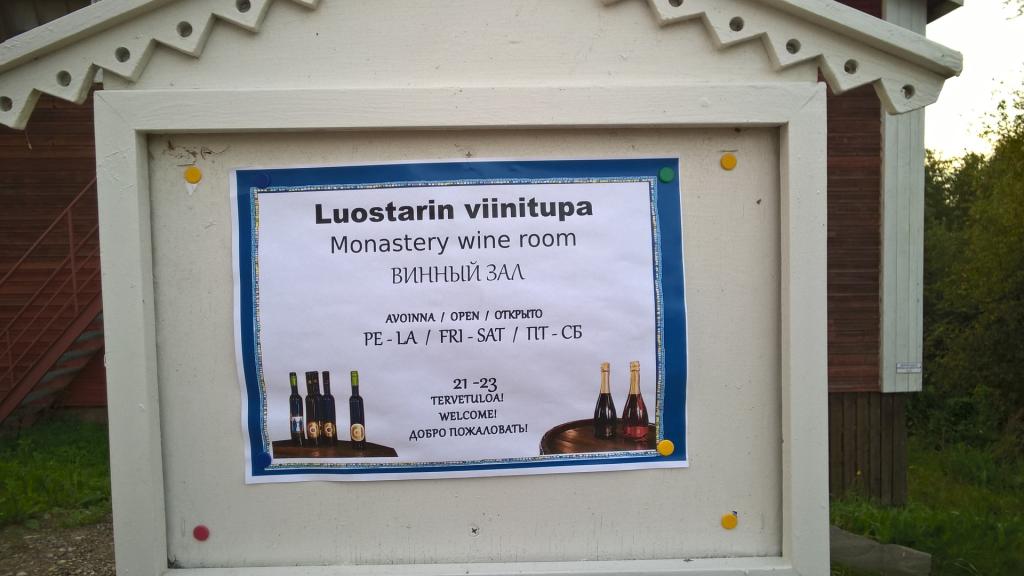 Luostarin viinitupa
Monastery wine room
ВИННЫЙ ЗАЛ
AVOINNA / OPEN / ОТКРЫТО
PE - LA / FRI - SAT / ПТ - СБ
21 -23
TERVETULOA!
WELCOME!
ДОБРО ПОЖАЛОВАТЬ!